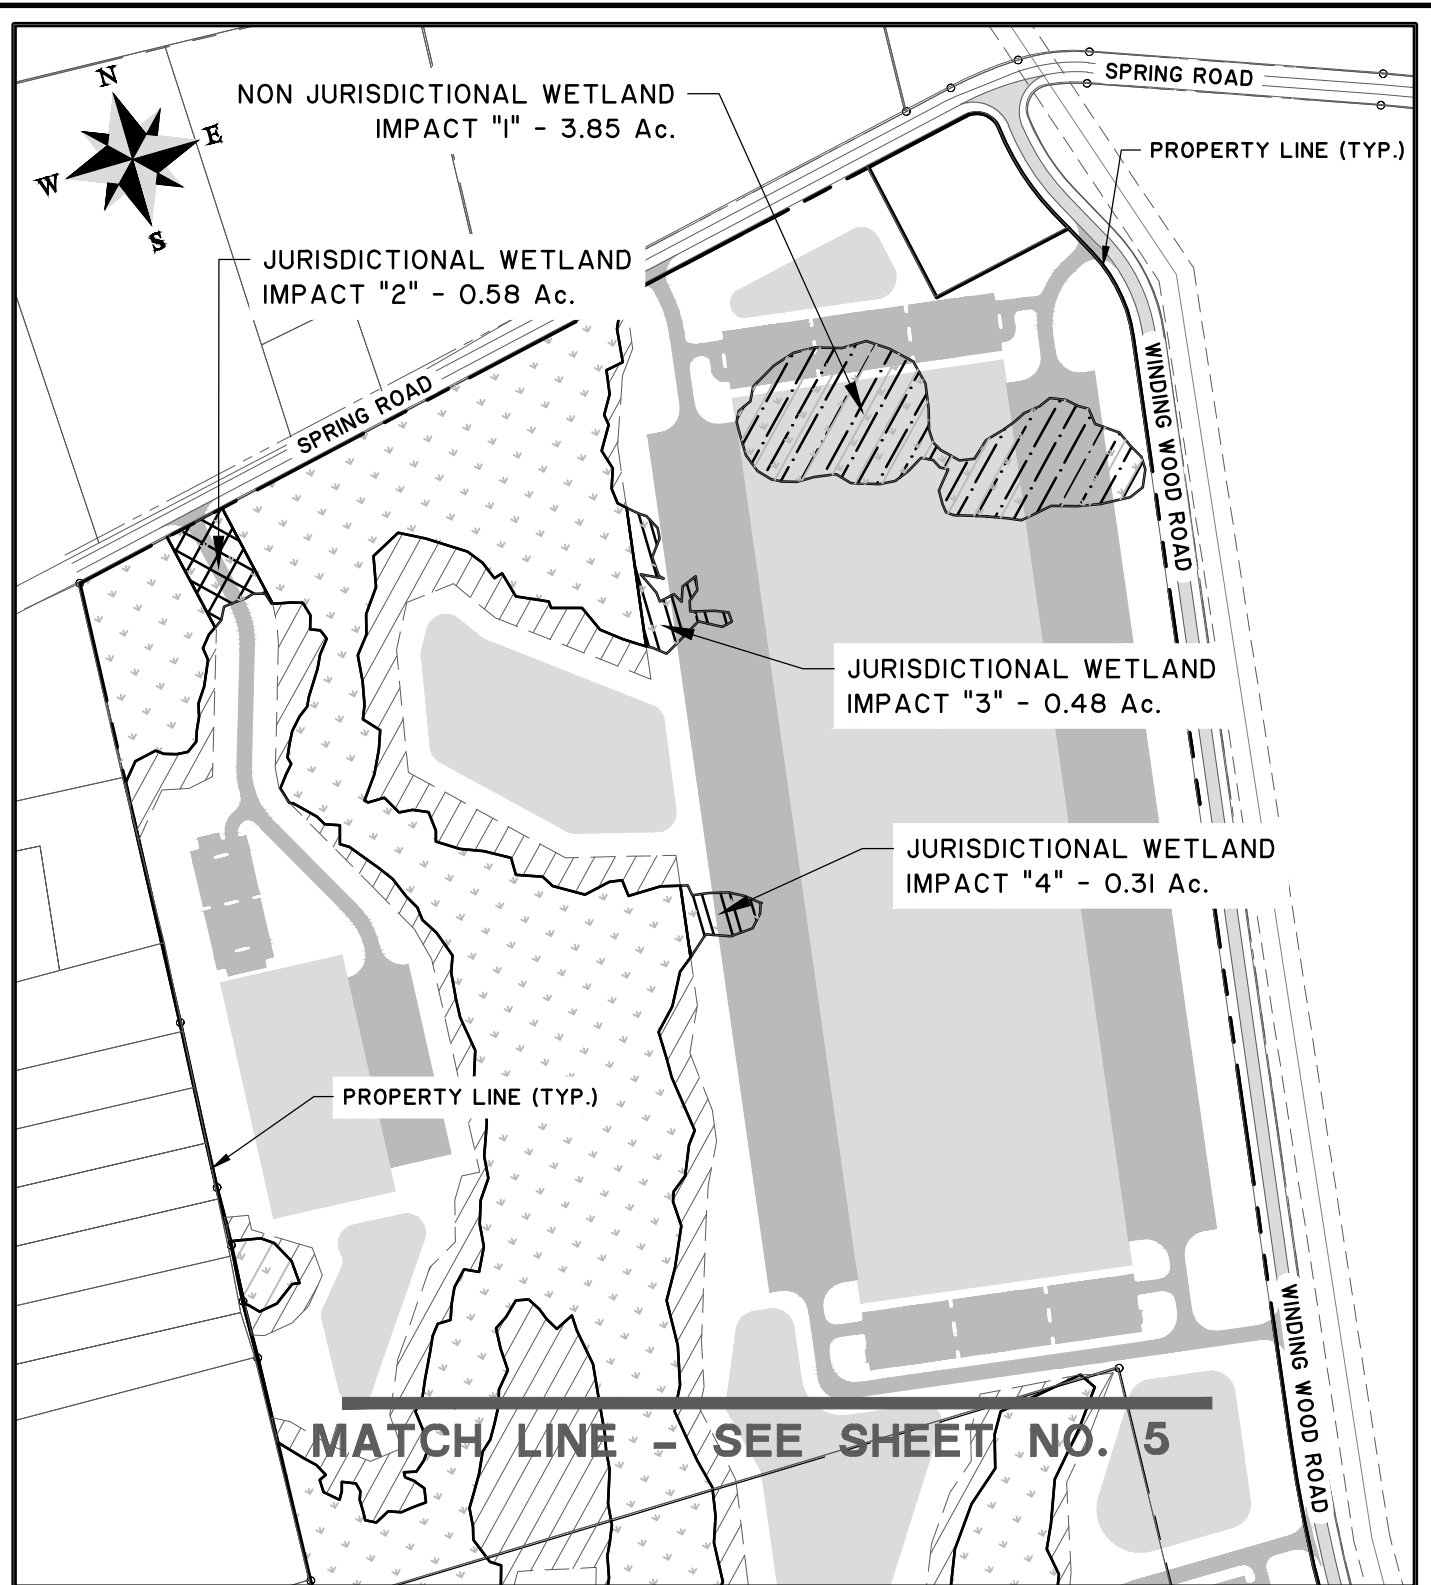 SPRING ROAD
NON JURISDICTIONAL WETLAND
IMPACT "1" - 3.85 Ac.
N
E
W
S
PROPERTY LINE (TYP.)
JURISDICTIONAL WETLAND
IMPACT "2" - 0.58 Ac.
SPRING ROAD
WINDING WOOD ROAD
JURISDICTIONAL WETLAND
IMPACT "3" - 0.48 Ac.
JURISDICTIONAL WETLAND
IMPACT "4" - 0.31 Ac.
PROPERTY LINE (TYP.)
WINDING WOOD ROAD
MATCH LINE - SEE SHEET NO. 5